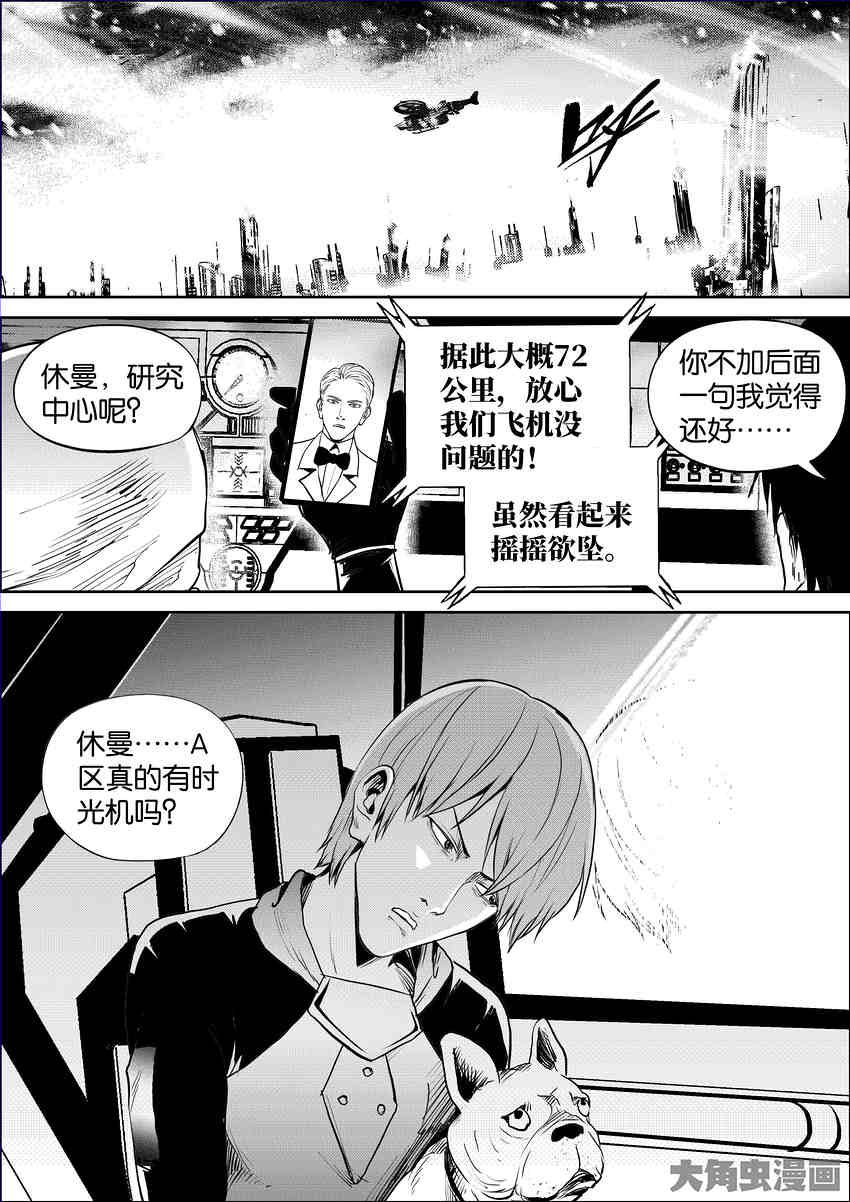 休曼，研究
中心呢？
据此大概72
公里，放心
我们飞机没
问题的！
虽然看起来
摇摇欲坠。
你不加后面
一句我觉得
还好……
休曼……A
区真的有时
光机吗？
大角虫漫画